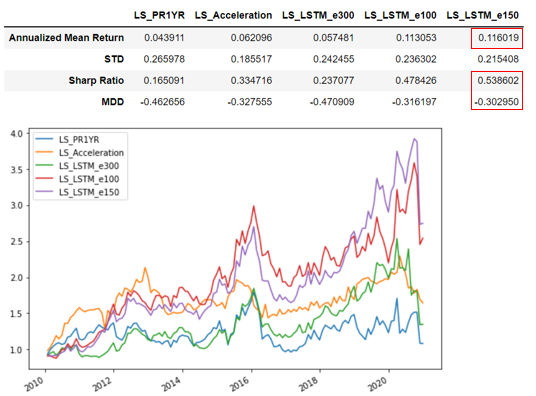 LS_PR1YR LS_Acceleration LS_LSTM_e300 LS_LSTM_e100 LS_LSTM_e150
Annualized Mean Return 0.043911 0.062096 0.057481 0.113053 0.116019
STD 0.265978 0.185517 0.242455 0.236302 0.215408
Sharp Ratio 0.165091 0.334716 0.237077 0.478426 0.538602
MDD -0.462656 -0.327555 -0.470909 -0.316197 -0.302950
4.0
3.5
3.0
2.5
2.0
1.5
1.0
LS_PR1YR
LS_Acceleration
LS_LSTM_e300
LS_LSTM_e100
LS_LSTM_e150
2010 2012 2014 2016 2018 2020